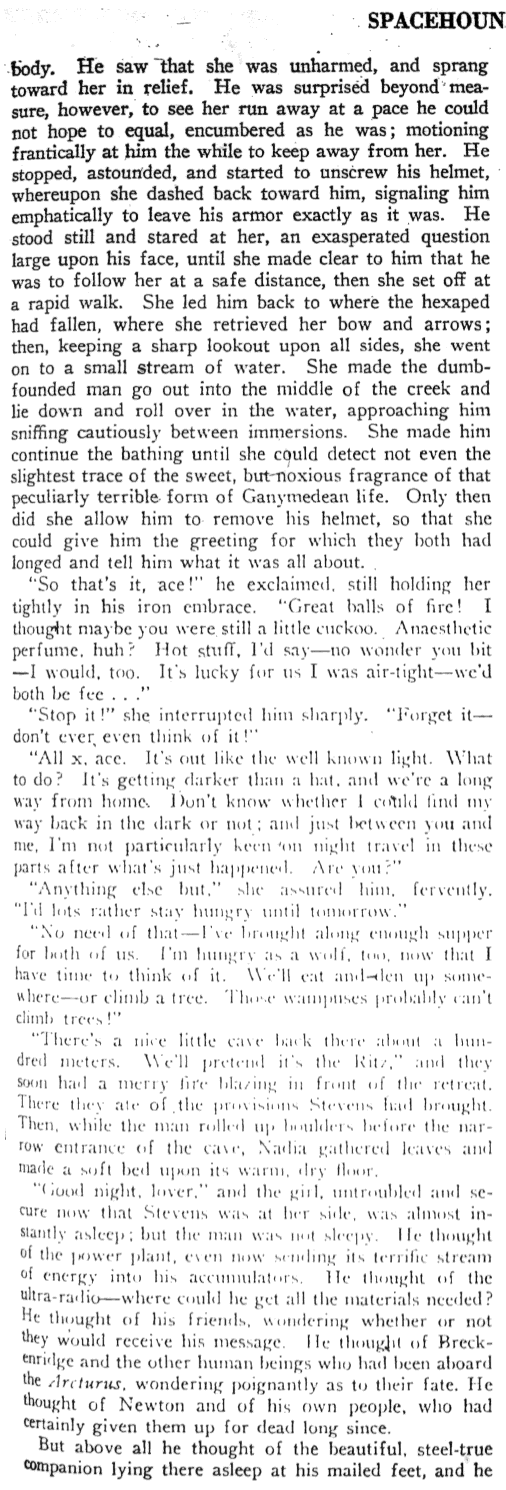 SPACEHOUN
body. He saw that she was unharmed, and sprang
toward her in relief. He was surprised beyond mea-
sure, however, to see her run away at a pace he could
not hope to equal, encumbered as he was; motioning
frantically at him the while to keep away from her. He
stopped, astounded, and started to unscrew his helmet,
whereupon she dashed back toward him, signaling him
emphatically to leave his armor exactly as it was. He
stood still and stared at her, an exasperated question
large upon his face, until she made clear to him that he
was to follow her at a safe distance, then she set off at
a rapid walk. She led him back to where the hexaped
had fallen, where she retrieved her bow and arrows;
then, keeping a sharp lookout upon all sides, she went
on to a small stream of water. She made the dumb-
founded man go out into the middle of the creek and
lie down and roll over in the water, approaching him
sniffing cautiously between immersions. She made him
continue the bathing until she could detect not even the
slightest trace of the sweet, but noxious fragrance of that
peculiarly terrible form of Ganymedean life. Only then
did she allow him to remove his helmet, so that she
could give him the greeting for which they both had
longed and tell him what it was all about.
"So that's it, ace!" he exclaimed, still holding her
tightly in his iron embrace. "Great balls of fire! I
thought maybe you were still a little cuckoo. Anaesthetic
perfume, huh? Hot stuff, I'd say—no wonder you bit
—I would, too. It's lucky for us I was air-tight—we'd
both be fee . . ."
"Stop it!" she interrupted him sharply. "Forget it—
don't ever even think of it!"
"All x, ace. It's out like the well known light. What
to do? It's getting darker than a hat, and we're a long
way from home. Don't know whether I could find my
way back in the dark or not; and just between you and
me, I'm not particularly keen on night travel in these
parts after what's just happened. Are you?"
"Anything else but," she assured him, fervently.
"I'd lots rather stay hungry until tomorrow."
"No need of that—I've brought along enough supper
for both of us. I'm hungry as a wolf, too, now that I
have time to think of it. We'll eat and den up some-
where—or climb a tree. Those wampuses probably can't
climb trees!"
"There's a nice little cave back there about a hun-
dred meters. We'll pretend it's the Ritz," and they
soon had a merry fire blazing in front of the retreat.
There they ate of the provisions Stevens had brought.
Then, while the man rolled up boulders before the nar-
row entrance of the cave, Nadia gathered leaves and
made a soft bed upon its warm, dry floor.
"Good night, lover," and the girl, untroubled and se-
cure now that Stevens was at her side, was almost in-
stantly asleep; but the man was not sleepy. He thought
of the power plant, even now sending its terrific stream
of energy into his accumulators. He thought of the
ultra-radio—where could he get all the materials needed?
He thought of his friends, wondering whether or not
they would receive his message. He thought of Breck-
enridge and the other human beings who had been aboard
the Arcturus, wondering poignantly as to their fate. He
thought of Newton and of his own people, who had
certainly given them up for dead long since.
But above all he thought of the beautiful, steel-true
companion lying there asleep at his mailed feet, and he